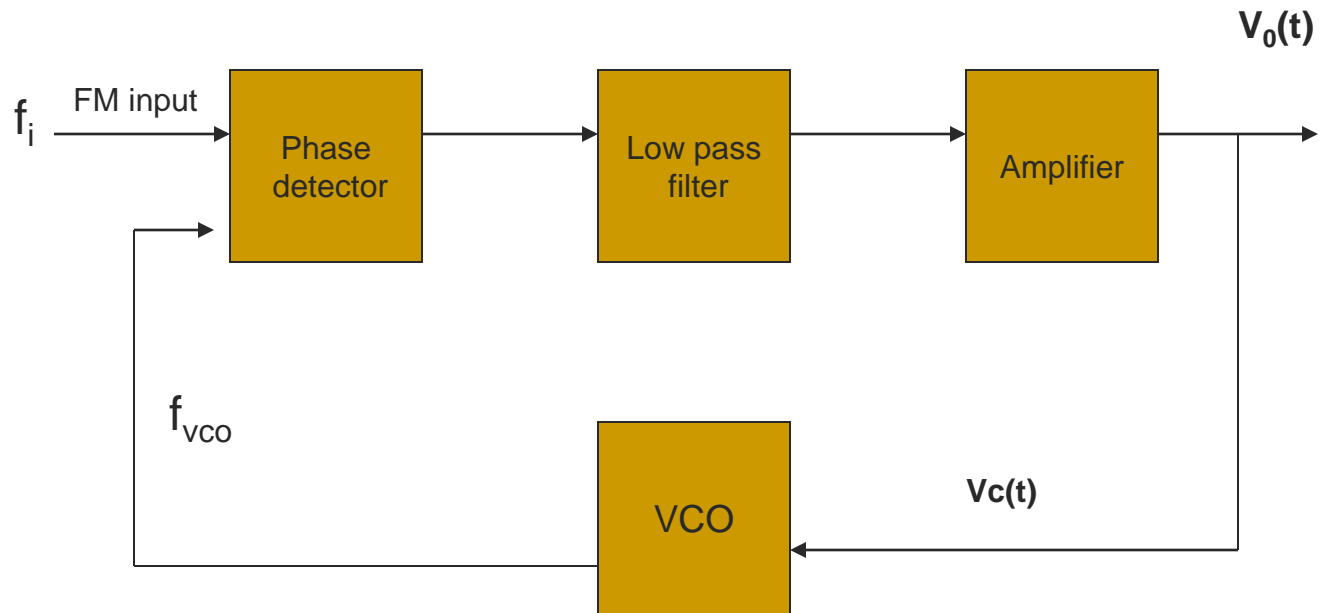 V0(t)
FM input
fi
Phase
detector
Low pass
filter
Amplifier
fvco
VCO
Vc(t)